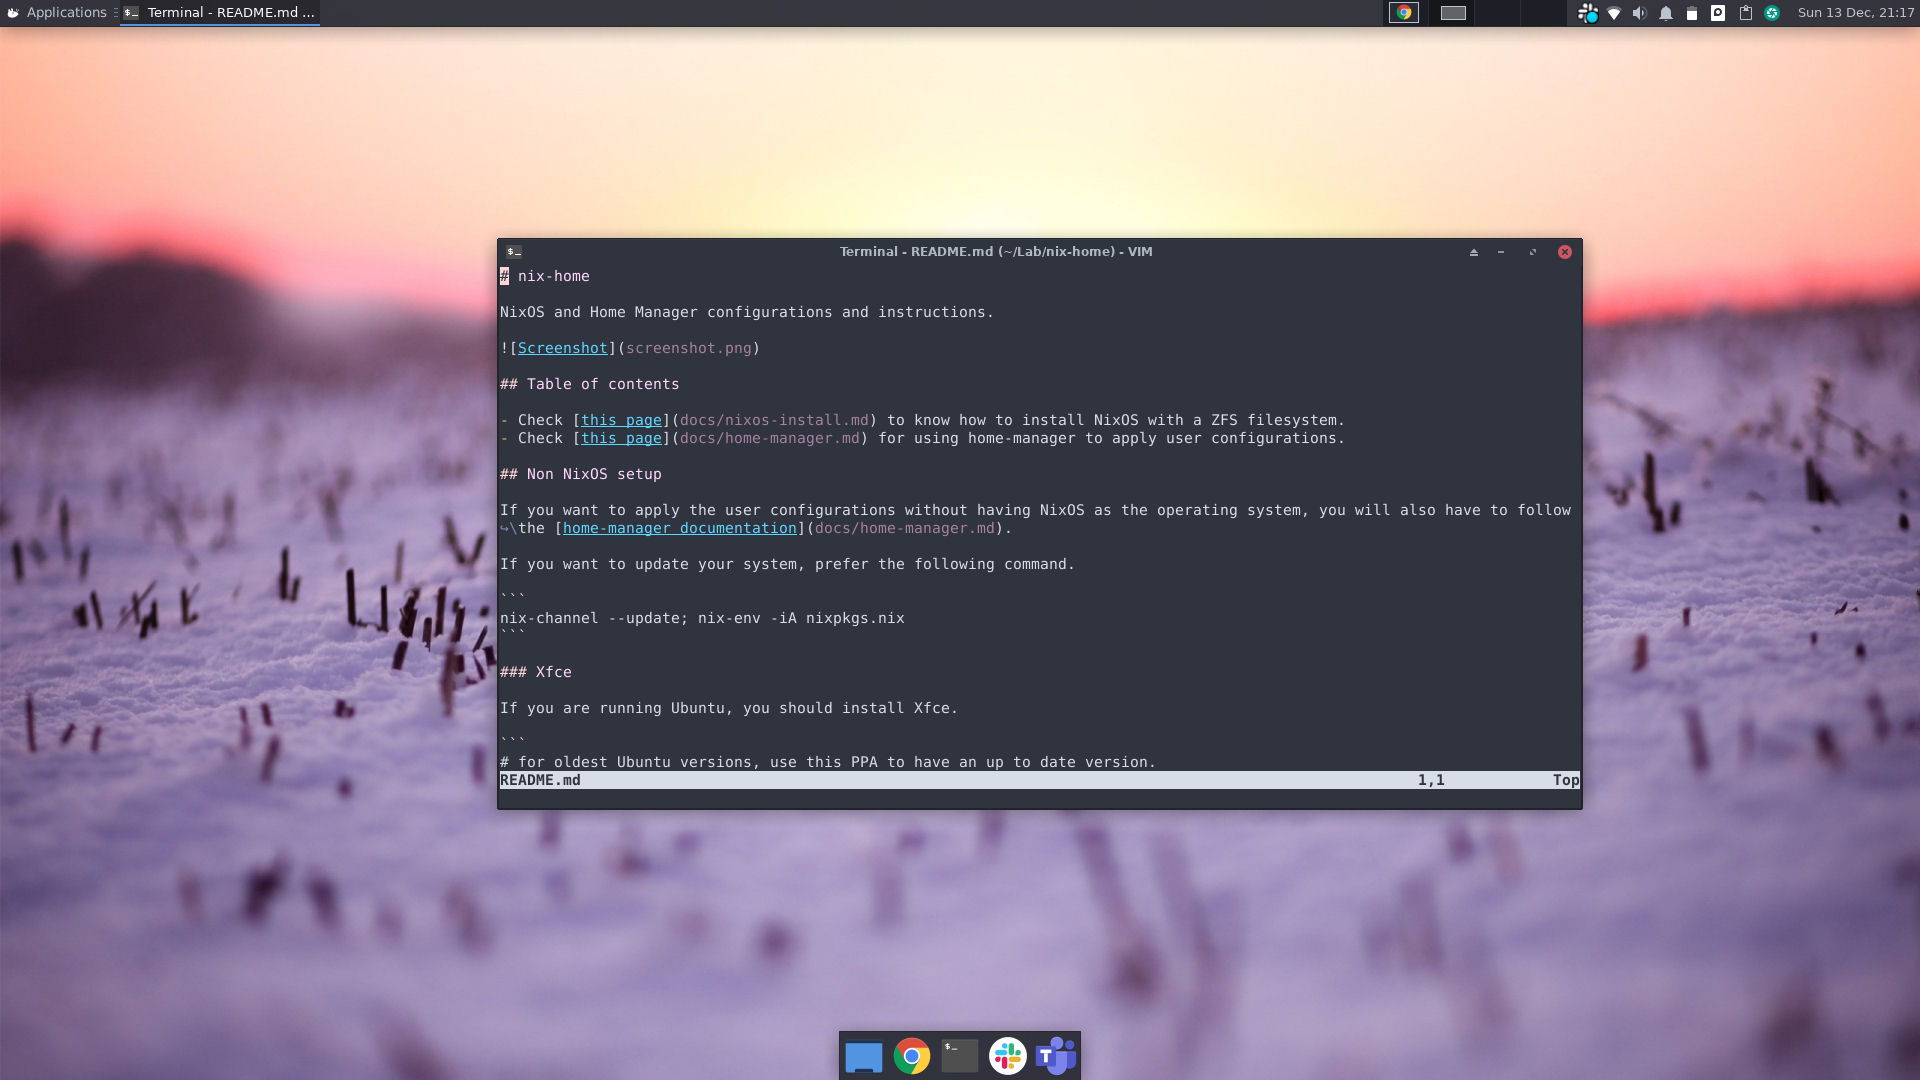 Applications
Terminal - README.md ...
Sun 13 Dec, 21:17
Terminal - README.md (~/Lab/nix-home) - VIM
# nix-home
NixOS and Home Manager configurations and instructions.
![Screenshot](screenshot.png)
## Table of contents
- Check [this page](docs/nixos-install.md) to know how to install NixOS with a ZFS filesystem.
- Check [this page](docs/home-manager.md) for using home-manager to apply user configurations.
## Non NixOS setup
If you want to apply the user configurations without having NixOS as the operating system, you will also have to follow
↪\the [home-manager documentation](docs/home-manager.md).
If you want to update your system, prefer the following command.
```
nix-channel --update; nix-env -iA nixpkgs.nix
```
### Xfce
If you are running Ubuntu, you should install Xfce.
```
# for oldest Ubuntu versions, use this PPA to have an up to date version.
README.md 1,1 Top
$_
T